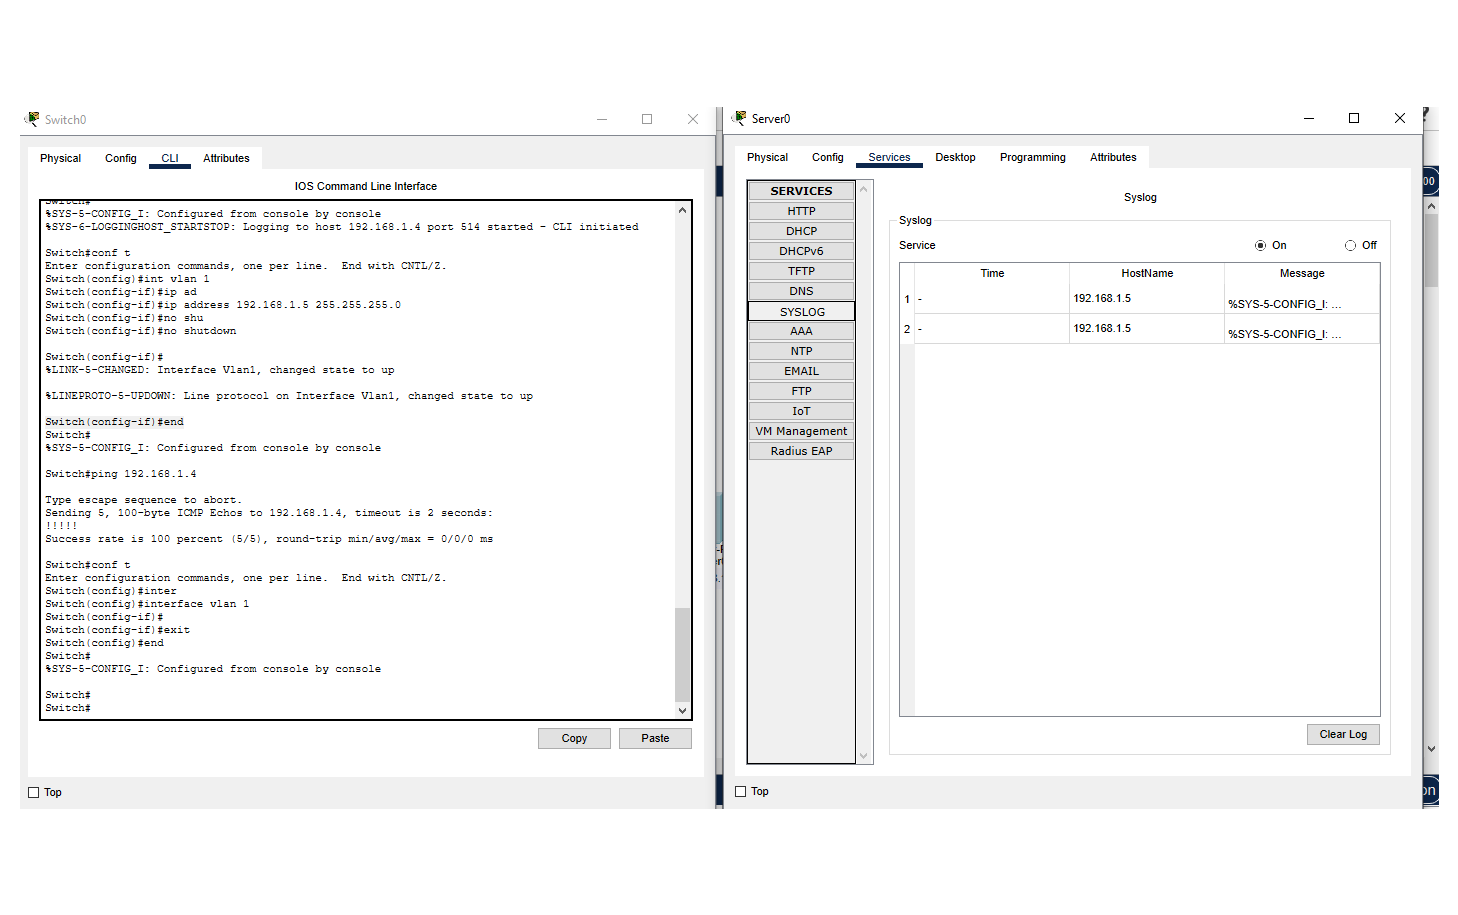 Switch0
Physical Config CLI Attributes
IOS Command Line Interface
Switch#
%SYS-5-CONFIG_I: Configured from console by console
%SYS-6-LOGGINGHOST_STARTSTOP: Logging to host 192.168.1.4 port 514 started - CLI initiated
Switch#conf t
Enter configuration commands, one per line.  End with CNTL/Z.
Switch(config)#int vlan 1
Switch(config-if)#ip ad
Switch(config-if)#ip address 192.168.1.5 255.255.255.0
Switch(config-if)#no shu
Switch(config-if)#no shutdown
Switch(config-if)#
%LINK-5-CHANGED: Interface Vlan1, changed state to up
%LINEPROTO-5-UPDOWN: Line protocol on Interface Vlan1, changed state to up
Switch(config-if)#end
Switch#
%SYS-5-CONFIG_I: Configured from console by console
Switch#ping 192.168.1.4
Type escape sequence to abort.
Sending 5, 100-byte ICMP Echos to 192.168.1.4, timeout is 2 seconds:
!!!!!
Success rate is 100 percent (5/5), round-trip min/avg/max = 0/0/0 ms
Switch#conf t
Enter configuration commands, one per line.  End with CNTL/Z.
Switch(config)#inter
Switch(config)#interface vlan 1
Switch(config-if)#
Switch(config-if)#exit
Switch(config)#end
Switch#
%SYS-5-CONFIG_I: Configured from console by console
Switch#
Switch#
Copy Paste
Top
Server0
Physical Config Services Desktop Programming Attributes
SERVICES
HTTP
DHCP
DHCPv6
TFTP
DNS
SYSLOG
AAA
NTP
EMAIL
FTP
IoT
VM Management
Radius EAP
Syslog
Syslog
Service On Off
Time HostName Message
1 - 192.168.1.5 %SYS-5-CONFIG_I: ...
2 - 192.168.1.5 %SYS-5-CONFIG_I: ...
Clear Log
Top
00
on